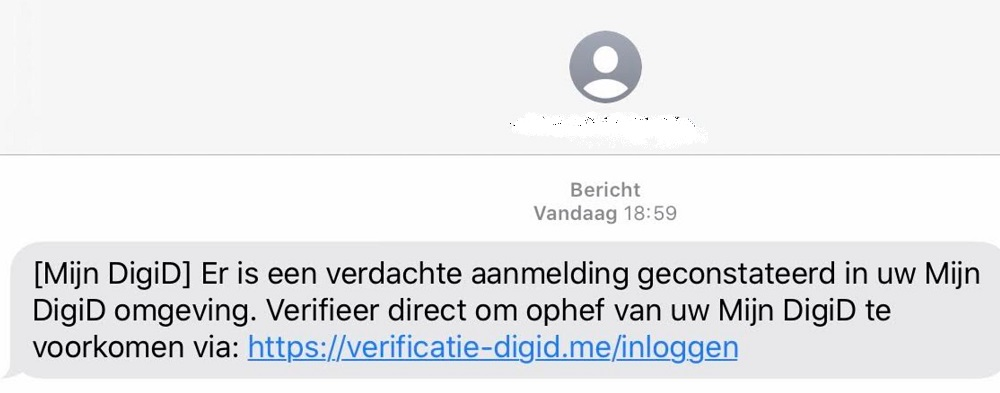 Bericht
Vandaag 18:59
[Mijn DigiD] Er is een verdachte aanmelding geconstateerd in uw Mijn
DigiD omgeving. Verifieer direct om ophef van uw Mijn DigiD te
voorkomen via: https://verificatie-digid.me/inloggen